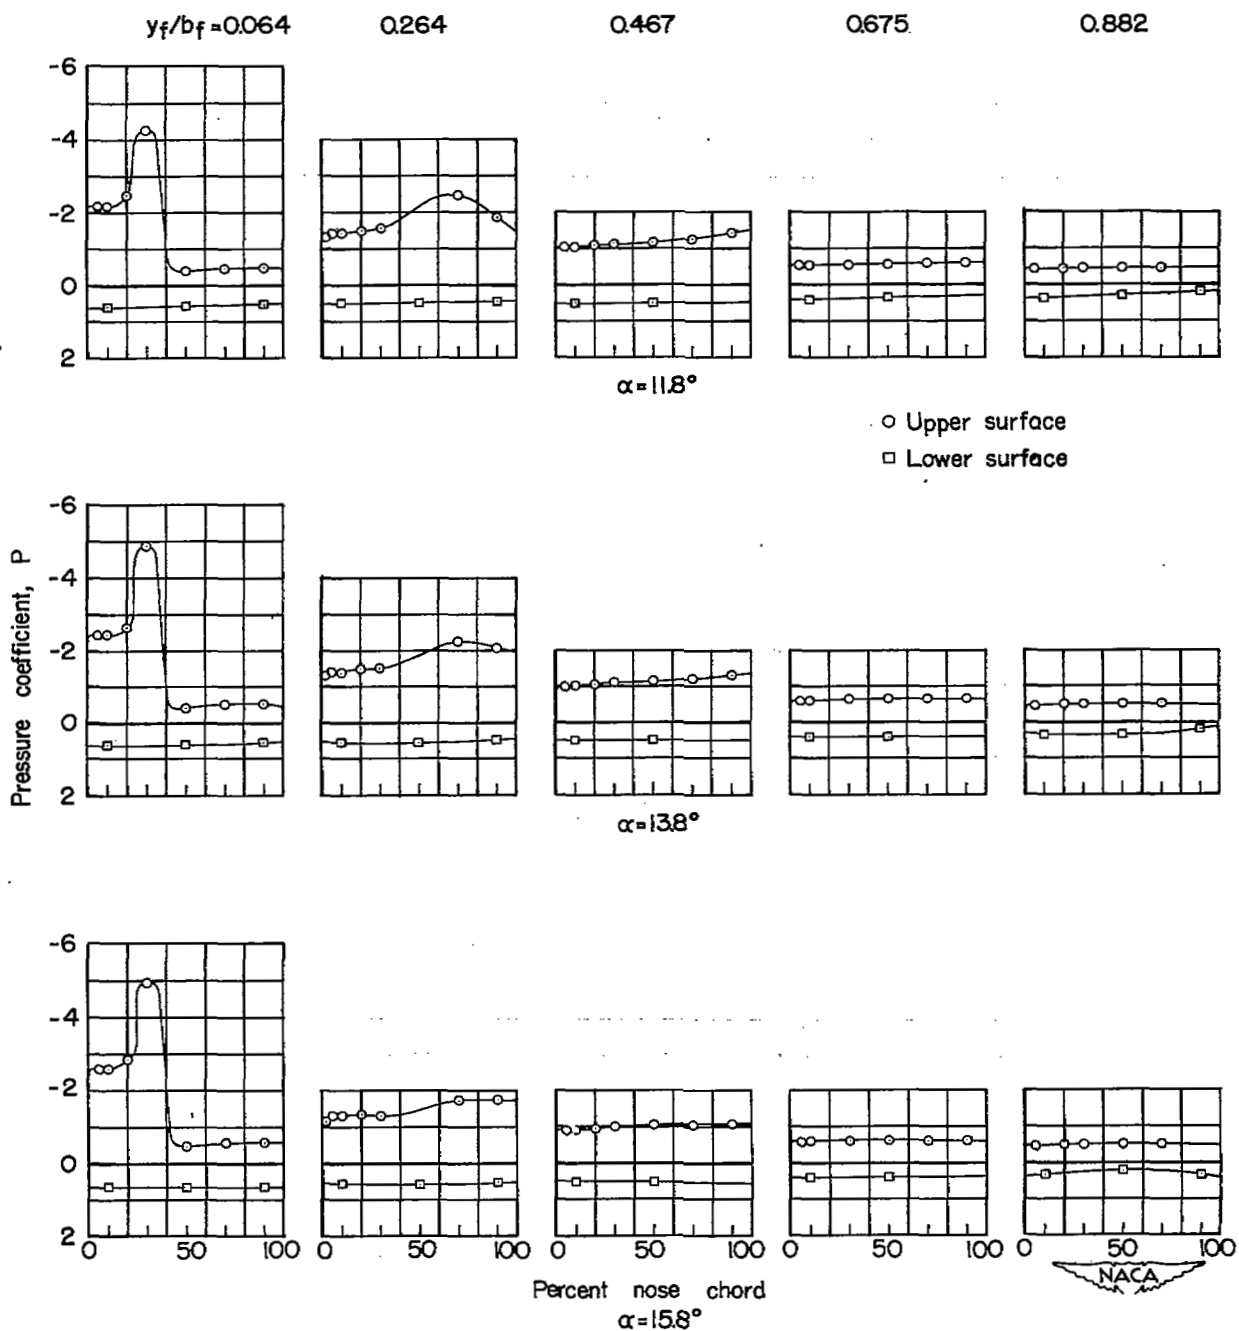 yf/bf=0.064 0.264 0.467 0.675 0.882
-6
-4
-2
0
2
α=11.8°
Upper surface
Lower surface
-6
-4
-2
0
2
α=13.8°
Pressure coefficient, P
-6
-4
-2
0
2
0 50 100 0 50 100 0 50 100 0 50 100 0 50 100
Percent nose chord
α=15.8°
NACA